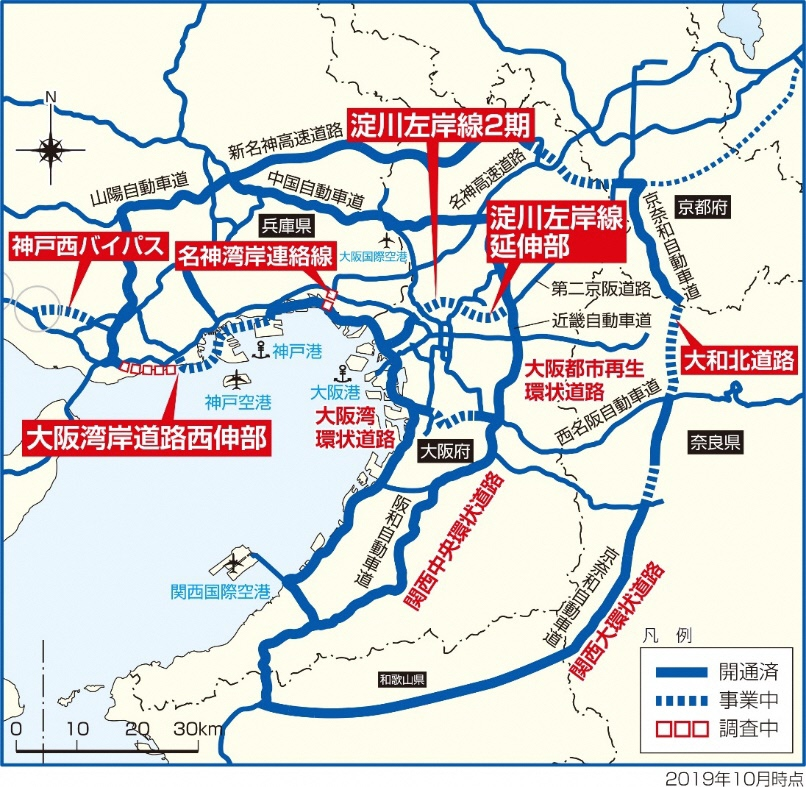 N
新名神高速道路
淀川左岸線2期
名神高速道路
山陽自動車道
中国自動車道
兵庫県
京都府
京奈和自動車道
神戸西バイパス
名神湾岸連絡線
大阪国際空港
淀川左岸線
延伸部
第二京阪道路
近畿自動車道
神戸港
神戸空港
大阪港
大阪湾
環状道路
大阪都市再生
環状道路
大和北道路
西名阪自動車道
大阪湾岸道路西伸部
大阪府
奈良県
阪和自動車道
関西中央環状道路
関西国際空港
京奈和自動車道
関西大環状道路
和歌山県
凡 例
開通済
事業中
調査中
0 10 20 30km
2019年10月時点